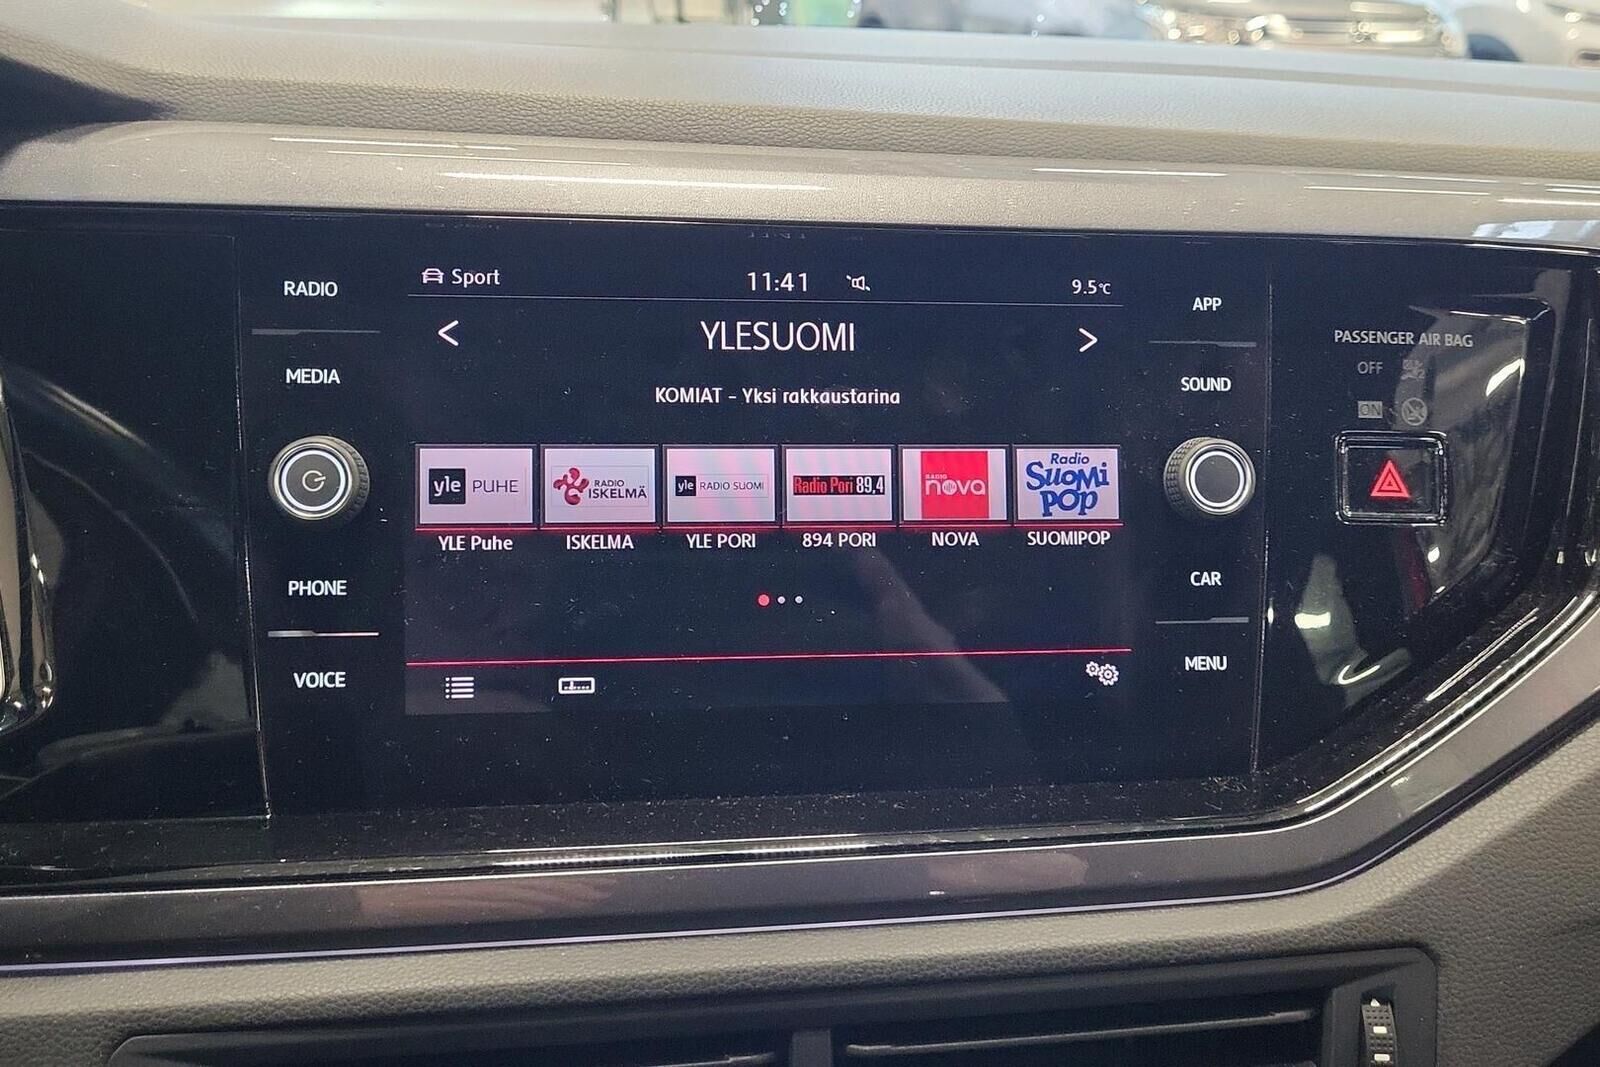 RADIO
MEDIA
PHONE
VOICE
Sport
11:41
9.5°C
YLESUOMI
KOMIAT - Yksi rakkaustarina
yle PUHE
RADIO ISKELMÄ
yle RADIO SUOMI
Radio Pori 89,4
RADIO nova
Radio SUOMi POP
YLE Puhe
ISKELMA
YLE PORI
894 PORI
NOVA
SUOMIPOP
APP
SOUND
CAR
MENU
PASSENGER AIR BAG
OFF
ON